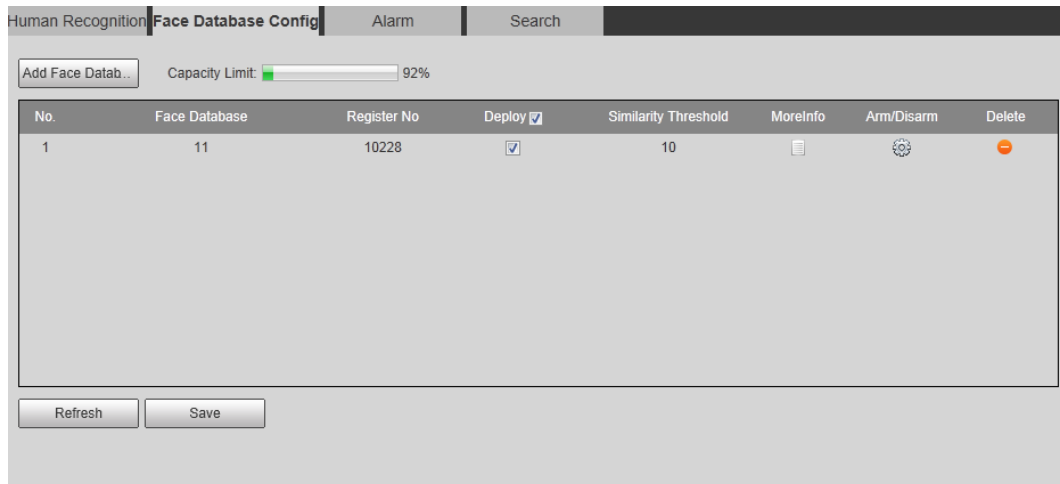 Human Recognition Face Database Config Alarm Search
Add Face Datab... Capacity Limit: 92%
No. Face Database Register No Deploy Similarity Threshold MoreInfo Arm/Disarm Delete
1 11 10228 10
Refresh Save